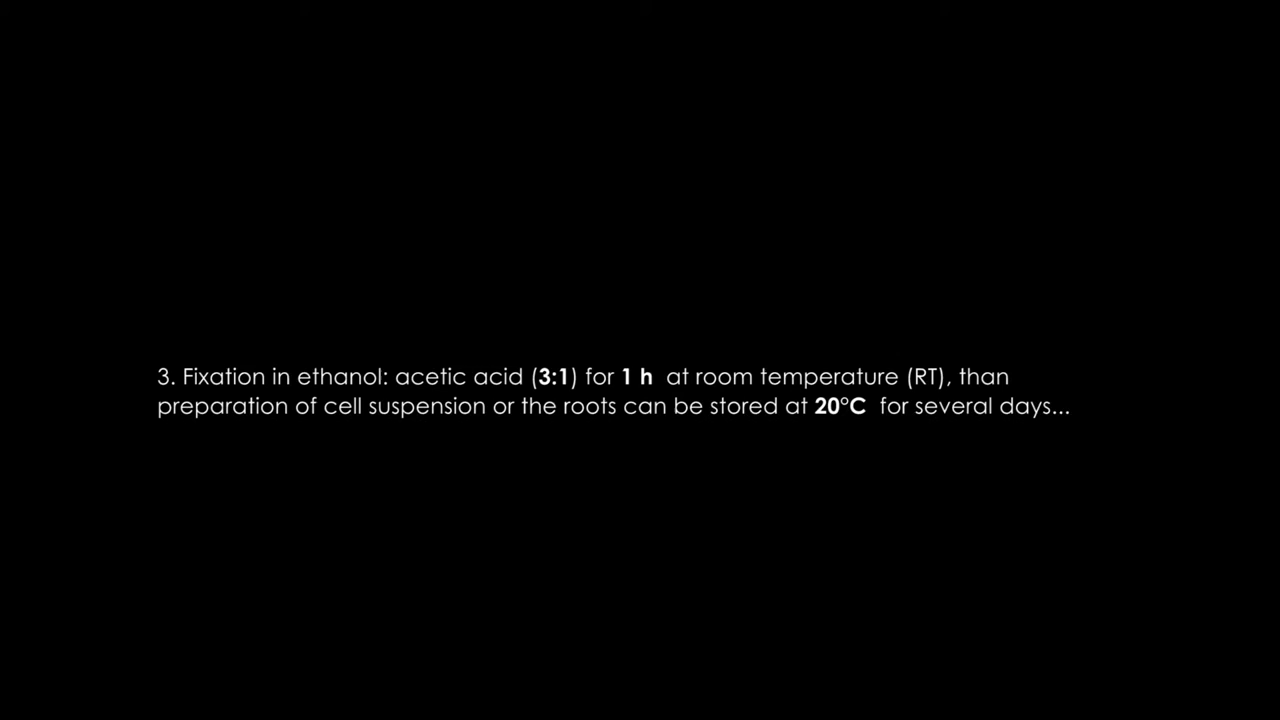 3. Fixation in ethanol: acetic acid (3:1) for 1 h at room temperature (RT), than
preparation of cell suspension or the roots can be stored at 20°C for several days...